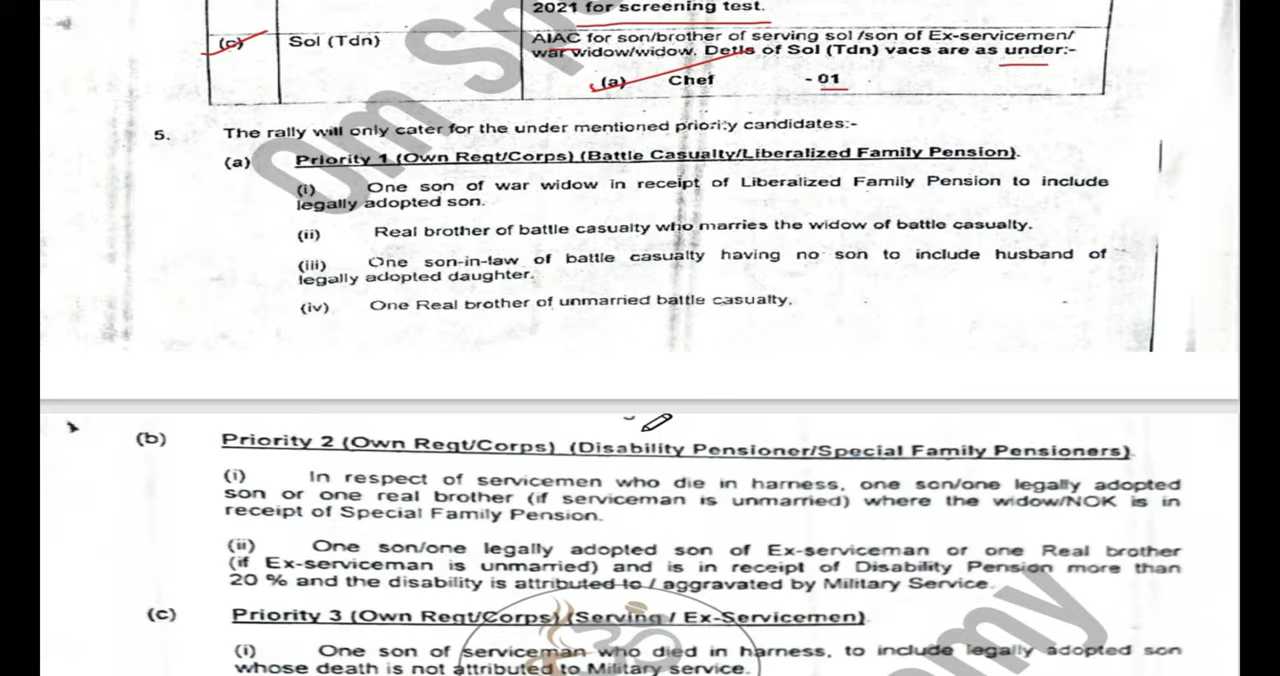 2021 for screening test.
(c) Sol (Tdn) AIAC for son/brother of serving sol /son of Ex-servicemen/
war widow/widow. Detls of Sol (Tdn) vacs are as under:-
(a) Chef - 01
5. The rally will only cater for the under mentioned priority candidates:-
(a) Priority 1 (Own Regt/Corps) (Battle Casualty/Liberalized Family Pension).
(i) One son of war widow in receipt of Liberalized Family Pension to include
legally adopted son.
(ii) Real brother of battle casualty who marries the widow of battle casualty.
(iii) One son-in-law of battle casualty having no son to include husband of
legally adopted daughter.
(iv) One Real brother of unmarried battle casualty.
(b) Priority 2 (Own Regt/Corps) (Disability Pensioner/Special Family Pensioners)
(i) In respect of servicemen who die in harness, one son/one legally adopted
son or one real brother (if serviceman is unmarried) where the widow/NOK is in
receipt of Special Family Pension.
(ii) One son/one legally adopted son of Ex-serviceman or one Real brother
(if Ex-serviceman is unmarried) and is in receipt of Disability Pension more than
20 % and the disability is attributed to / aggravated by Military Service.
(c) Priority 3 (Own Regt/Corps) (Serving / Ex-Servicemen)
(i) One son of serviceman who died in harness, to include legally adopted son
whose death is not attributed to Military service.
Om Sp
my
ॐ